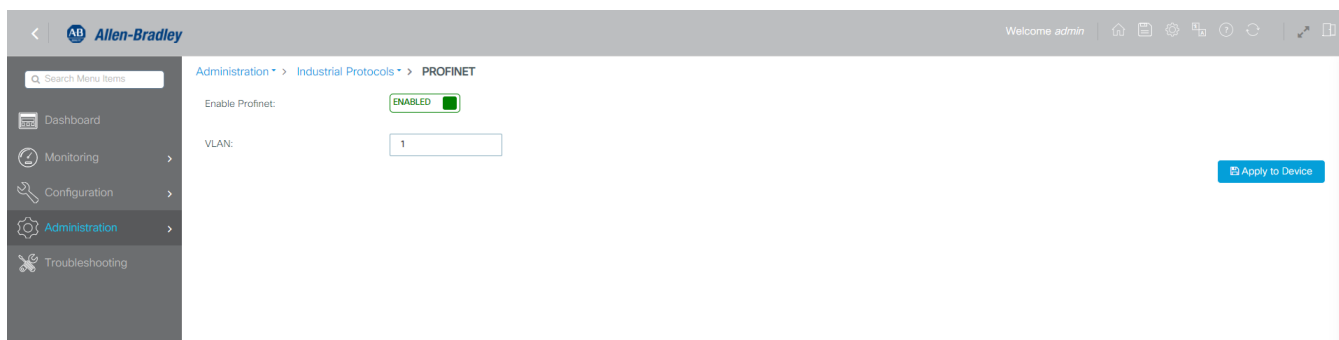 AB Allen-Bradley
Welcome admin
Search Menu Items
Dashboard
Monitoring
Configuration
Administration
Troubleshooting
Administration > Industrial Protocols > PROFINET
Enable Profinet:
ENABLED
VLAN:
1
Apply to Device